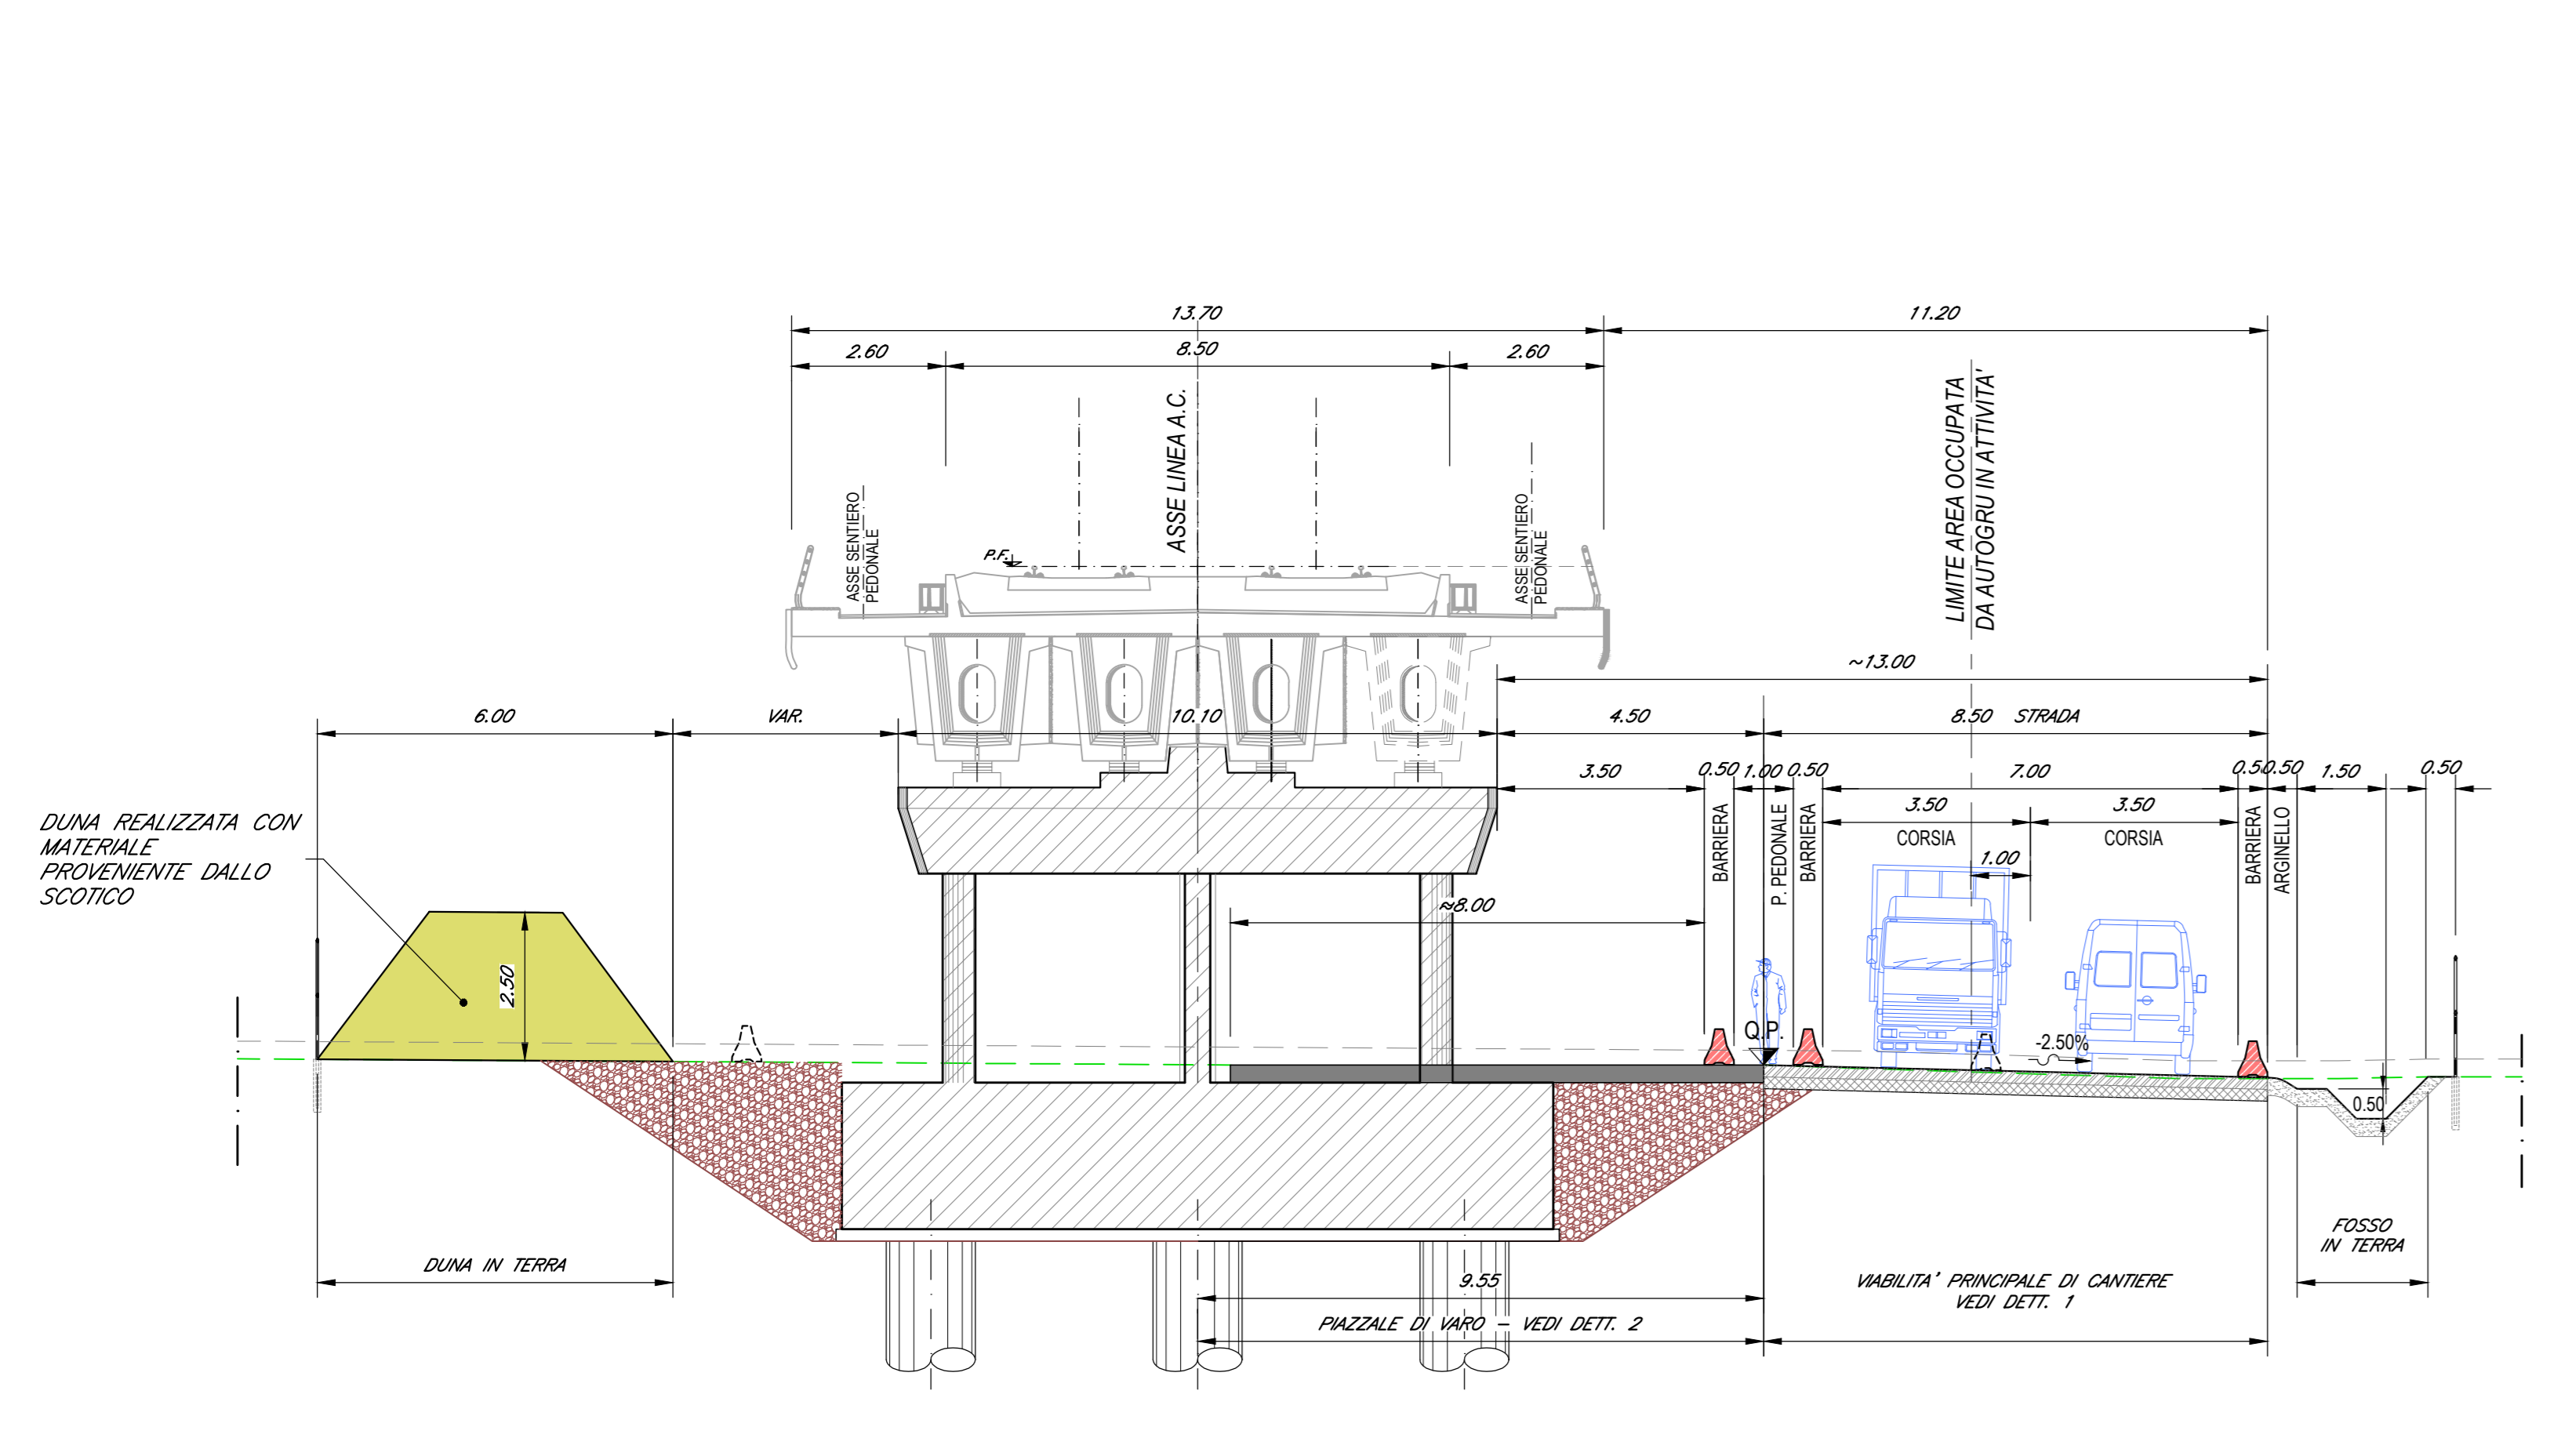 13.70
11.20
2.60
8.50
2.60
ASSE LINEA A.C.
LIMITE AREA OCCUPATA
DA AUTOGRU IN ATTIVITA'
ASSE SENTIERO
PEDONALE
P.F.
ASSE SENTIERO
PEDONALE
~13.00
6.00
VAR.
10.10
4.50
8.50 STRADA
3.50
0.50
1.00
0.50
7.00
0.50
0.50
1.50
0.50
3.50
3.50
CORSIA
CORSIA
BARRIERA
P. PEDONALE
BARRIERA
BARRIERA
ARGINELLO
1.00
DUNA REALIZZATA CON
MATERIALE
PROVENIENTE DALLO
SCOTICO
≈8.00
2.50
Q.P.
-2.50%
0.50
DUNA IN TERRA
FOSSO
IN TERRA
9.55
VIABILITA' PRINCIPALE DI CANTIERE
VEDI DETT. 1
PIAZZALE DI VARO - VEDI DETT. 2